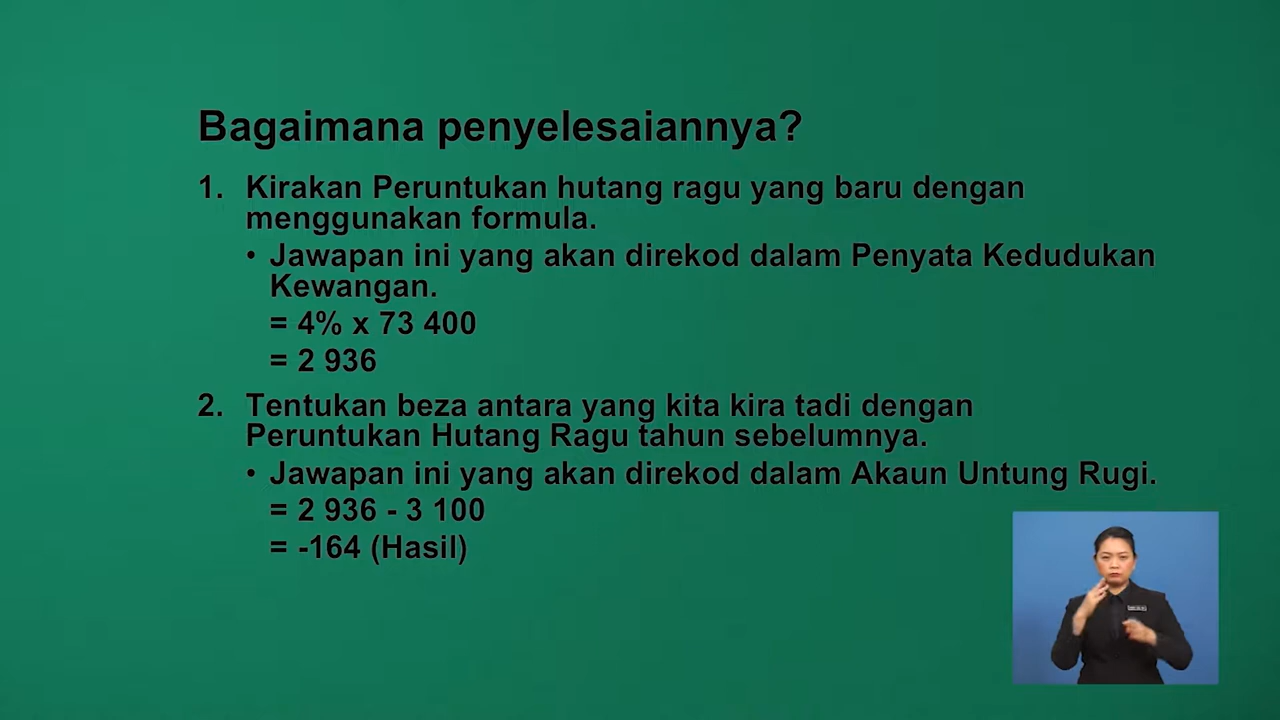 Bagaimana penyelesaiannya?
1. Kirakan Peruntukan hutang ragu yang baru dengan
menggunakan formula.
• Jawapan ini yang akan direkod dalam Penyata Kedudukan
Kewangan.
= 4% x 73 400
= 2 936
2. Tentukan beza antara yang kita kira tadi dengan
Peruntukan Hutang Ragu tahun sebelumnya.
• Jawapan ini yang akan direkod dalam Akaun Untung Rugi.
= 2 936 - 3 100
= -164 (Hasil)